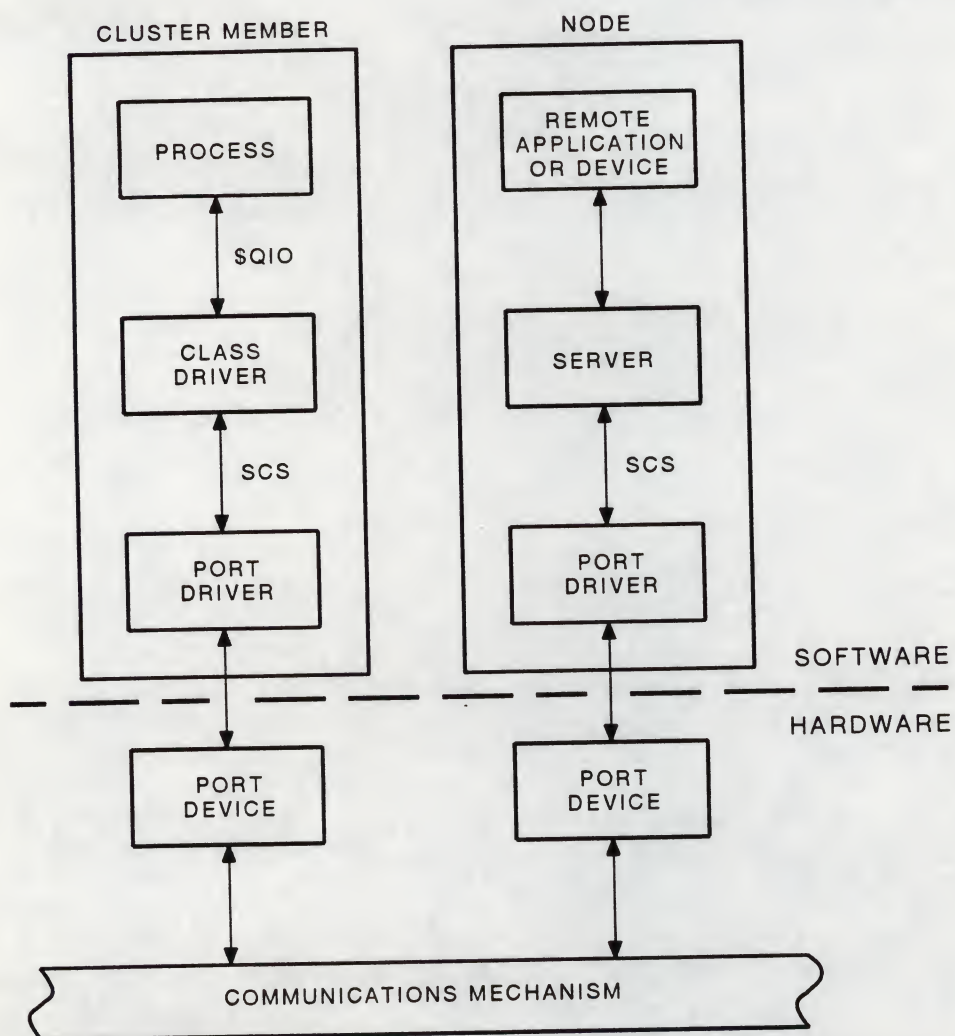 CLUSTER MEMBER
PROCESS
$QIO
CLASS
DRIVER
SCS
PORT
DRIVER
PORT
DEVICE
NODE
REMOTE
APPLICATION
OR DEVICE
SERVER
SCS
PORT
DRIVER
SOFTWARE
HARDWARE
PORT
DEVICE
COMMUNICATIONS MECHANISM